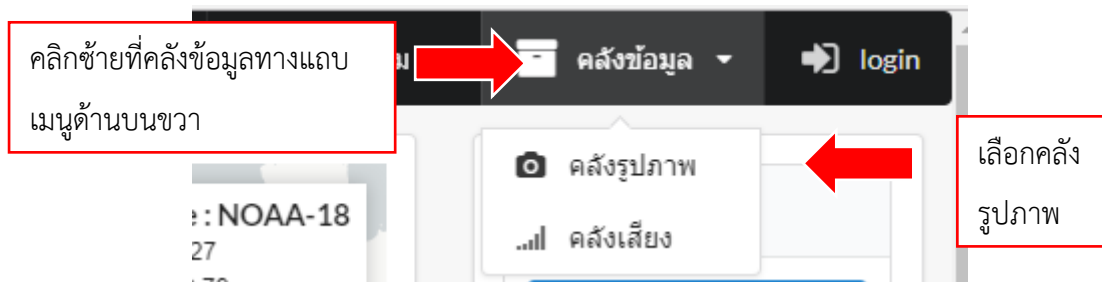 คลิกซ้ายที่คลังข้อมูลทางแถบ
เมนูด้านบนขวา
ม
คลังข้อมูล
login
คลังรูปภาพ
คลังเสียง
เลือกคลัง
รูปภาพ
: NOAA-18
27